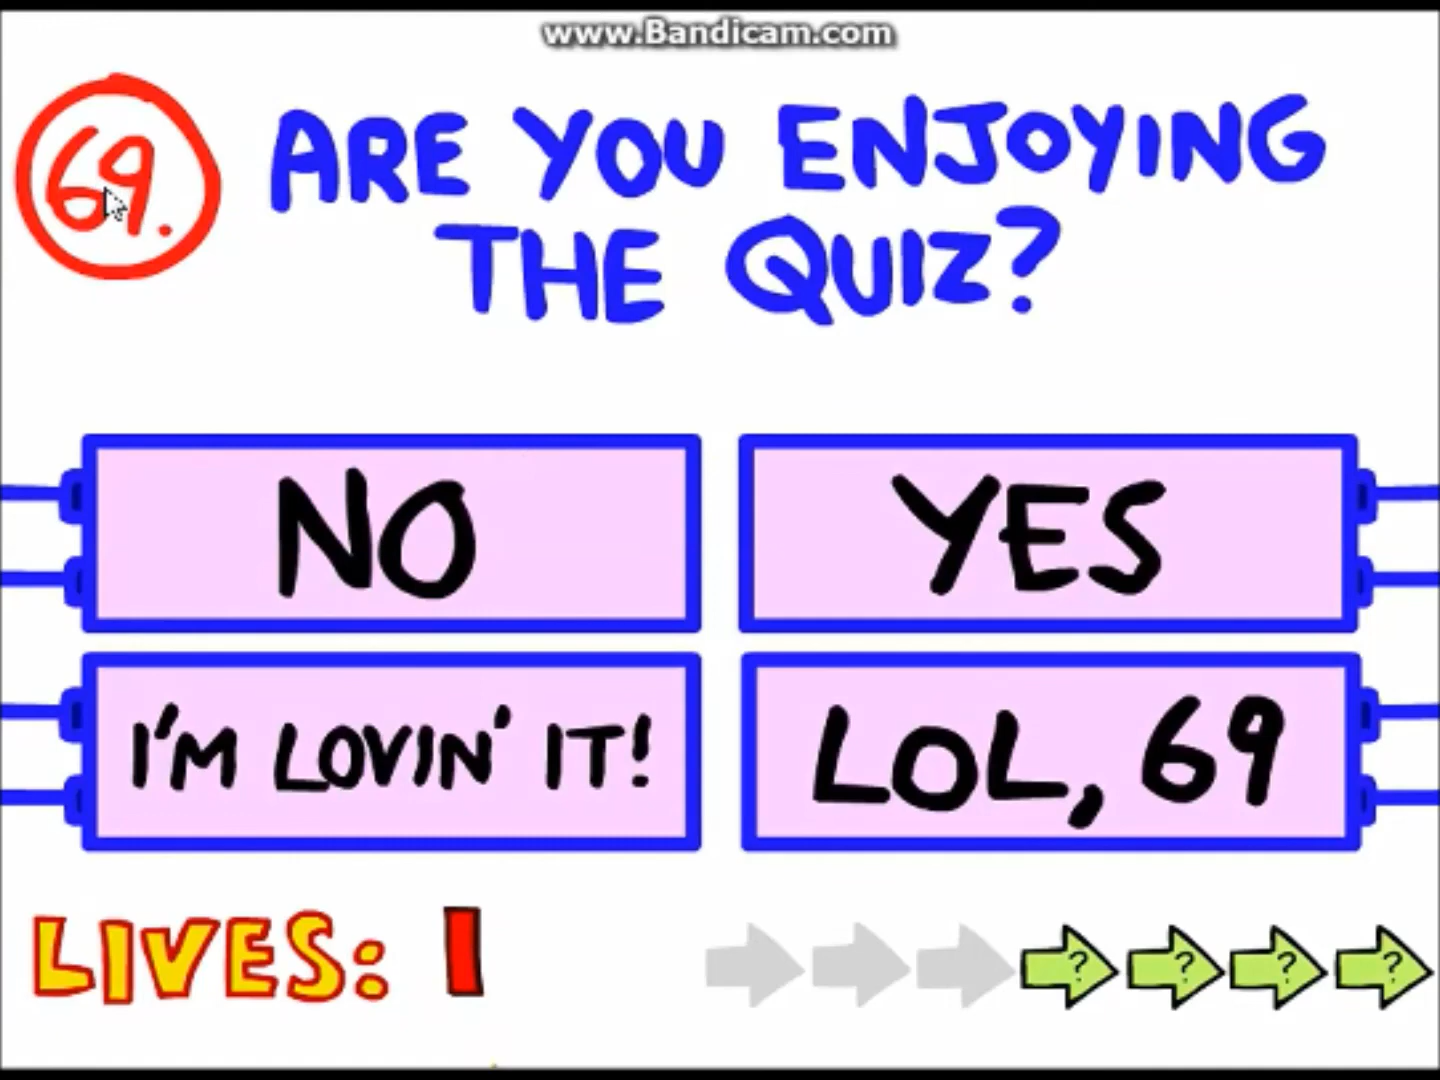 www.Bandicam.com
69.
ARE YOU ENJOYING
THE QUIZ?
NO
YES
I'M LOVIN' IT!
LOL, 69
LIVES: 1
? ? ? ?